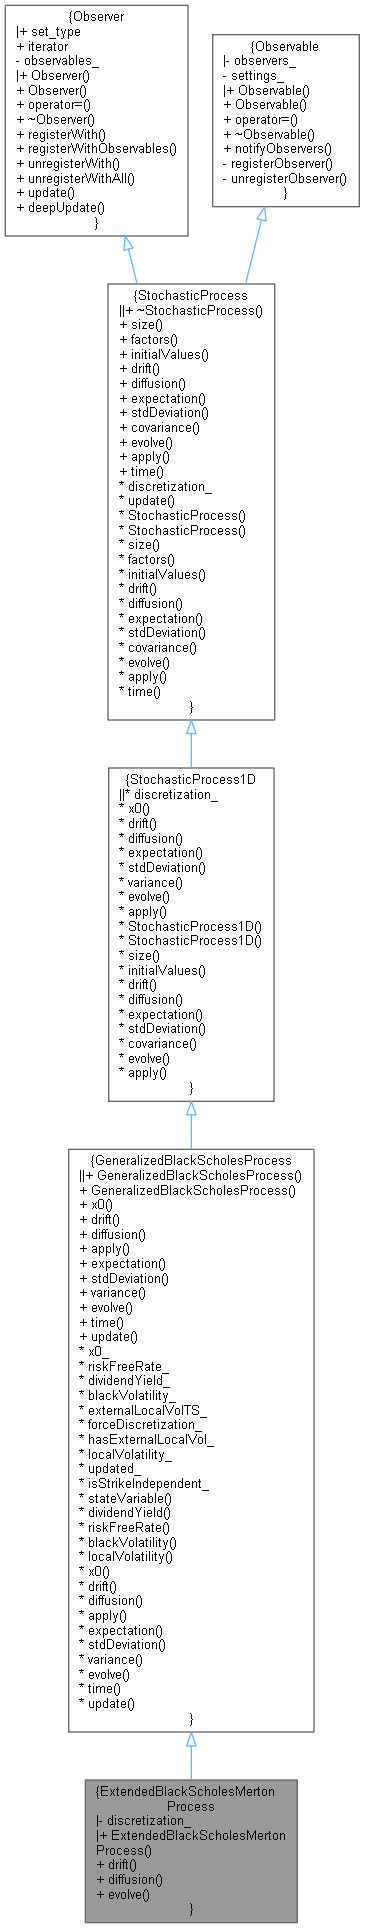 {Observer
|+ set_type
+ iterator
- observables_
|+ Observer()
+ Observer()
+ operator=()
+ ~Observer()
+ registerWith()
+ registerWithObservables()
+ unregisterWith()
+ unregisterWithAll()
+ update()
+ deepUpdate()
}
{Observable
|- observers_
- settings_
|+ Observable()
+ Observable()
+ operator=()
+ ~Observable()
+ notifyObservers()
- registerObserver()
- unregisterObserver()
}
{StochasticProcess
||+ ~StochasticProcess()
+ size()
+ factors()
+ initialValues()
+ drift()
+ diffusion()
+ expectation()
+ stdDeviation()
+ covariance()
+ evolve()
+ apply()
+ time()
* discretization_
* update()
* StochasticProcess()
* StochasticProcess()
* size()
* factors()
* initialValues()
* drift()
* diffusion()
* expectation()
* stdDeviation()
* covariance()
* evolve()
* apply()
* time()
}
{StochasticProcess1D
||* discretization_
* x0()
* drift()
* diffusion()
* expectation()
* stdDeviation()
* variance()
* evolve()
* apply()
* StochasticProcess1D()
* StochasticProcess1D()
* size()
* initialValues()
* drift()
* diffusion()
* expectation()
* stdDeviation()
* covariance()
* evolve()
* apply()
}
{GeneralizedBlackScholesProcess
||+ GeneralizedBlackScholesProcess()
+ GeneralizedBlackScholesProcess()
+ x0()
+ drift()
+ diffusion()
+ apply()
+ expectation()
+ stdDeviation()
+ variance()
+ evolve()
+ time()
+ update()
* x0_
* riskFreeRate_
* dividendYield_
* blackVolatility_
* externalLocalVolTS_
* forceDiscretization_
* hasExternalLocalVol_
* localVolatility_
* updated_
* isStrikeIndependent_
* stateVariable()
* dividendYield()
* riskFreeRate()
* blackVolatility()
* localVolatility()
* x0()
* drift()
* diffusion()
* apply()
* expectation()
* stdDeviation()
* variance()
* evolve()
* time()
* update()
}
{ExtendedBlackScholesMerton
Process
|- discretization_
|+ ExtendedBlackScholesMerton
Process()
+ drift()
+ diffusion()
+ evolve()
}